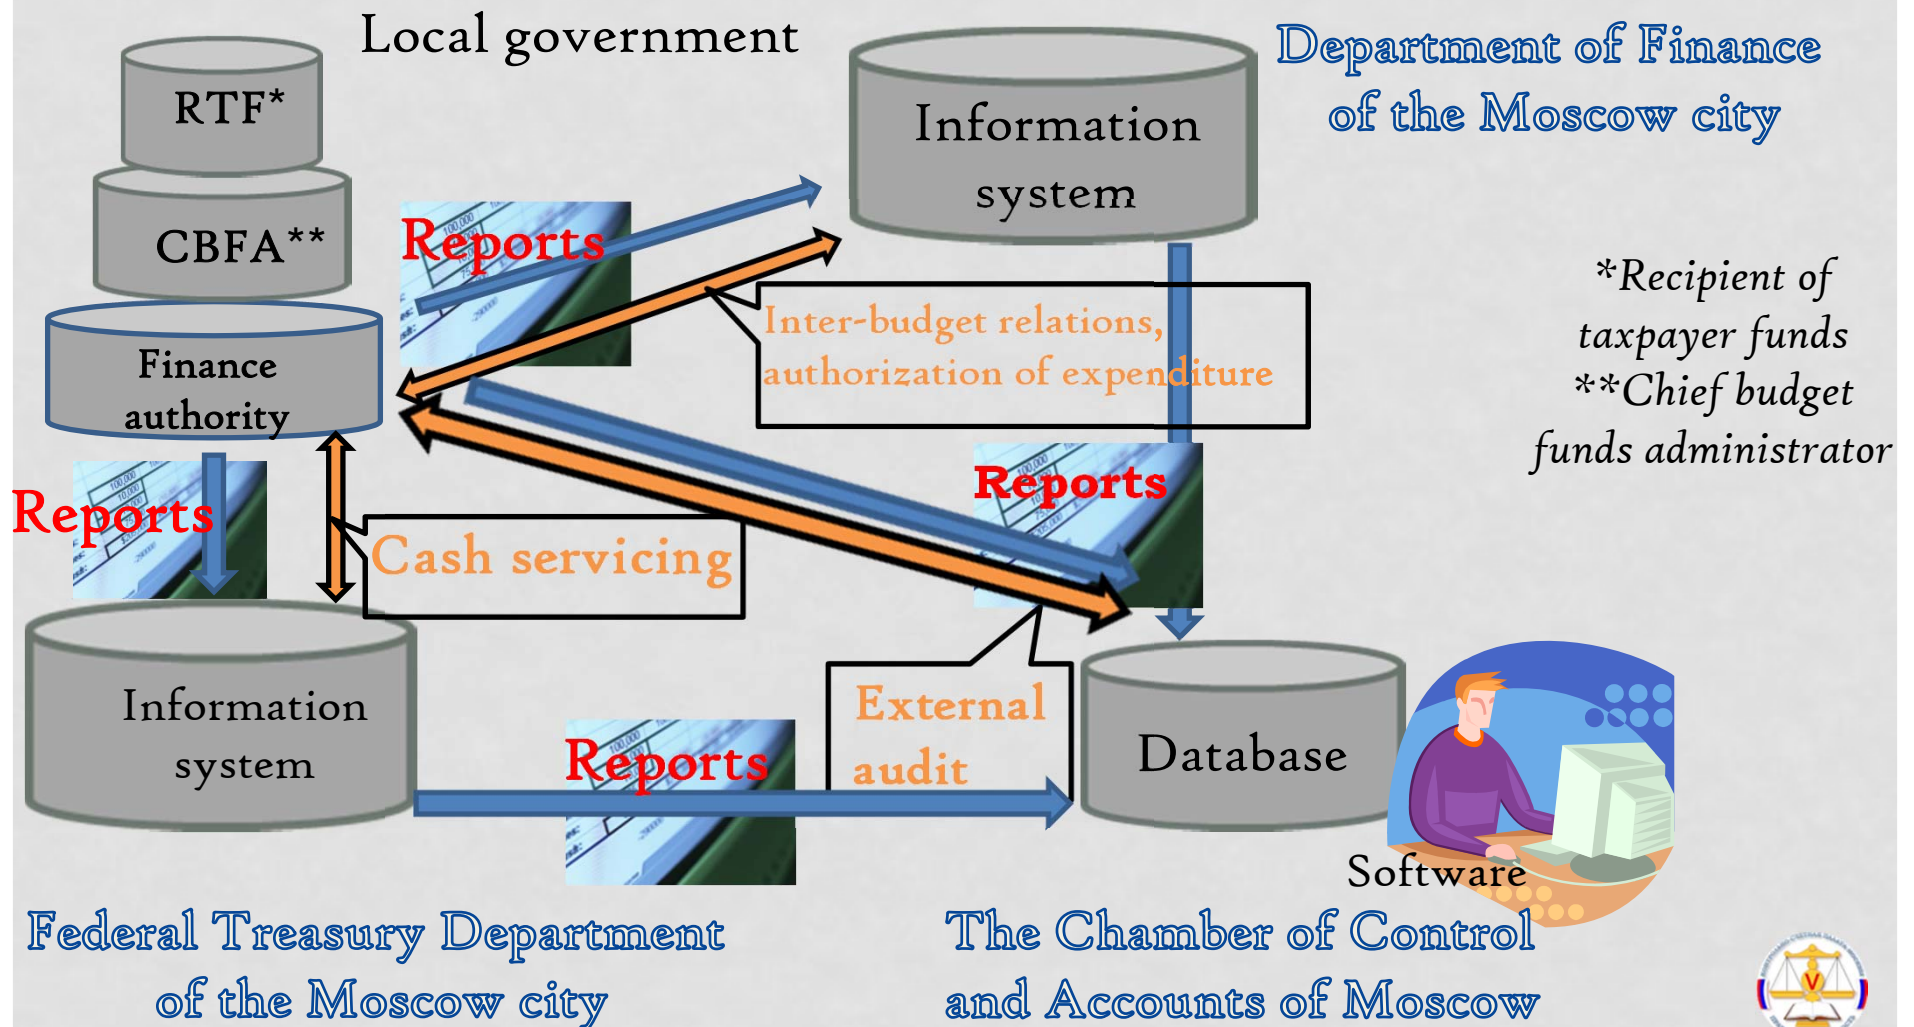 Local government
Department of Finance
of the Moscow city
RTF*
CBFA**
Finance
authority
Information
system
Reports
Inter-budget relations,
authorization of expenditure
*Recipient of
taxpayer funds
**Chief budget
funds administrator
Reports
Cash servicing
Reports
Information
system
Reports
External
audit
Database
Software
Federal Treasury Department
of the Moscow city
The Chamber of Control
and Accounts of Moscow